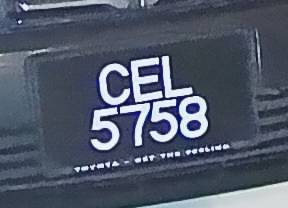 CEL
5758
TOYOTA - GET THE FEELING